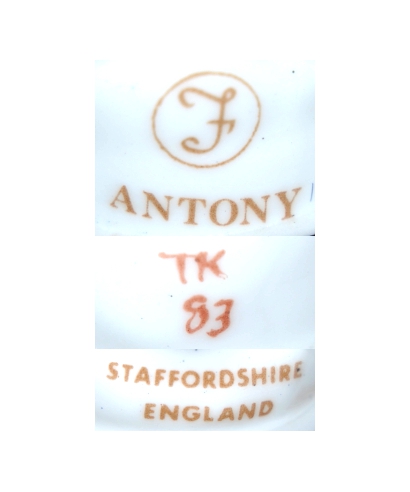 F
ANTONY
TK
83
STAFFORDSHIRE
ENGLAND